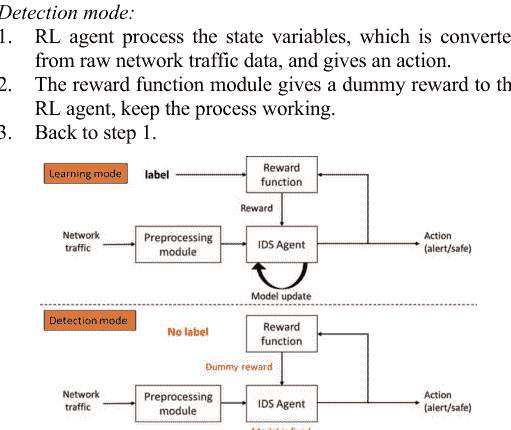 Detection mode:
1. RL agent process the state variables, which is converte
from raw network traffic data, and gives an action.
2. The reward function module gives a dummy reward to th
RL agent, keep the process working.
3. Back to step 1.
Learning mode
label
Reward
function
Reward
Network
traffic
Preprocessing
module
IDS Agent
Action
(alert/safe)
Model update
Detection mode
No label
Reward
function
Dummy reward
Network
traffic
Preprocessing
module
IDS Agent
Action
(alert/safe)